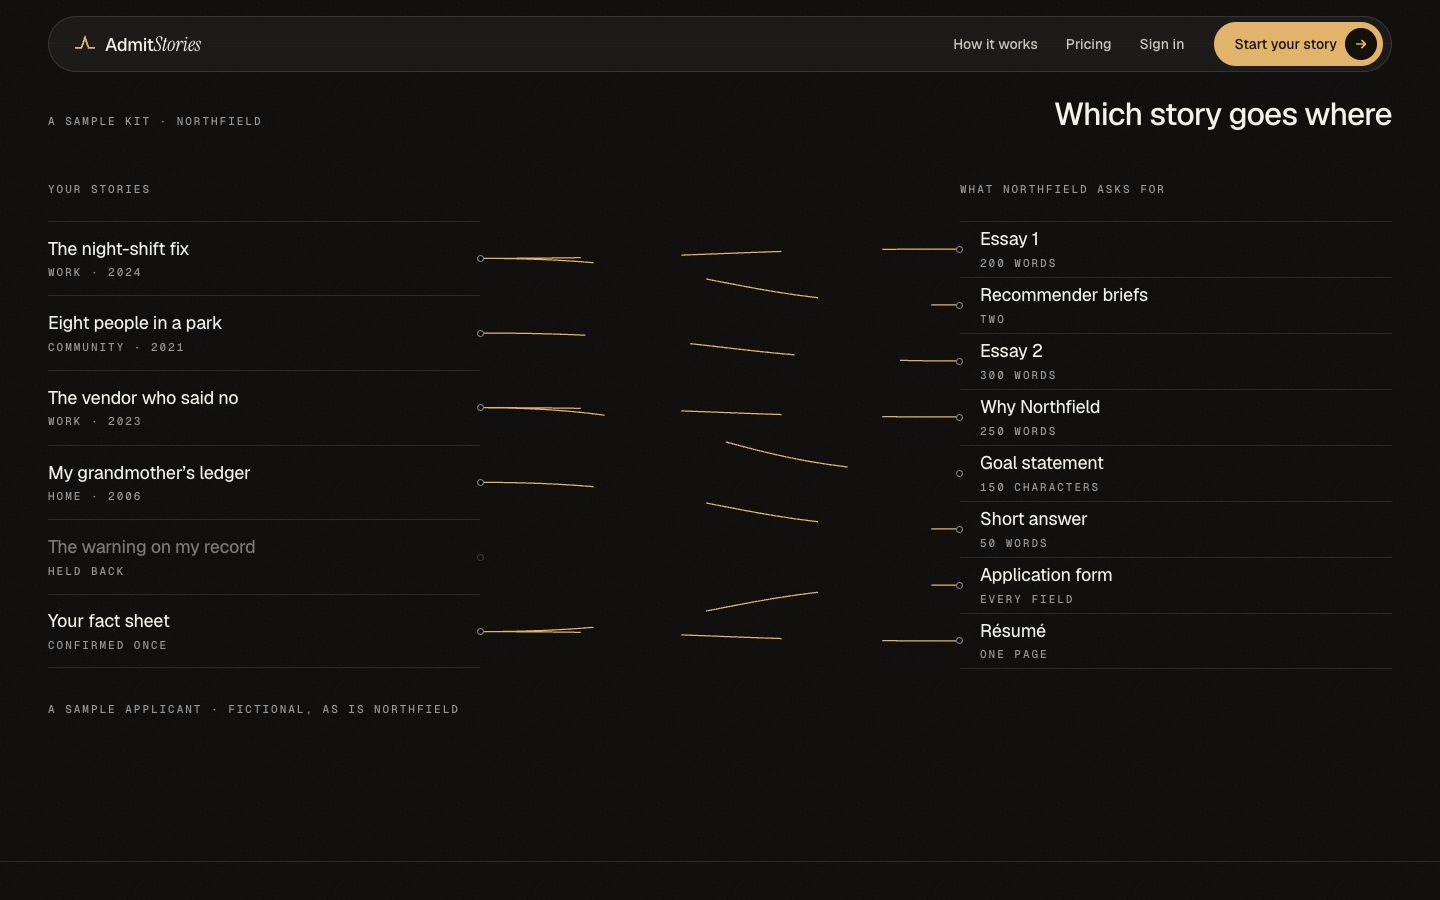 AdmitStories
How it works
Pricing
Sign in
Start your story
A SAMPLE KIT · NORTHFIELD
Which story goes where
YOUR STORIES
The night-shift fix
WORK · 2024
Eight people in a park
COMMUNITY · 2021
The vendor who said no
WORK · 2023
My grandmother’s ledger
HOME · 2006
The warning on my record
HELD BACK
Your fact sheet
CONFIRMED ONCE
WHAT NORTHFIELD ASKS FOR
Essay 1
200 WORDS
Recommender briefs
TWO
Essay 2
300 WORDS
Why Northfield
250 WORDS
Goal statement
150 CHARACTERS
Short answer
50 WORDS
Application form
EVERY FIELD
Résumé
ONE PAGE
A SAMPLE APPLICANT · FICTIONAL, AS IS NORTHFIELD